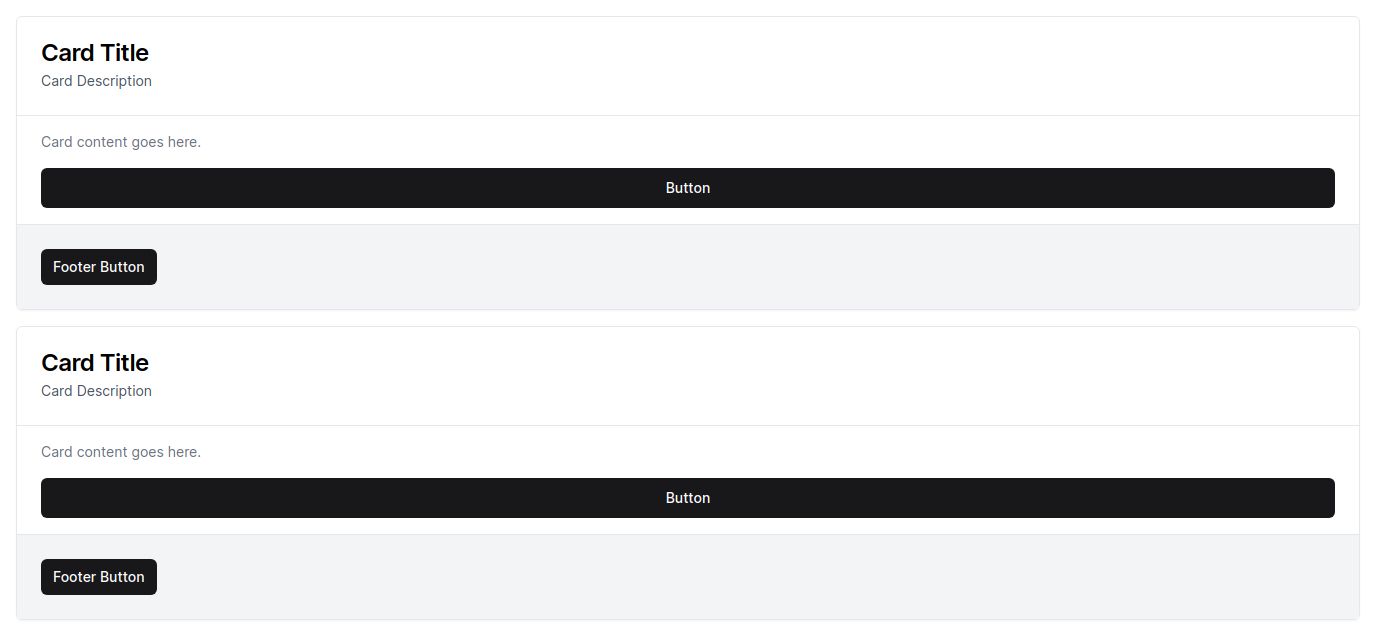 Card Title
Card Description
Card content goes here.
Button
Footer Button
Card Title
Card Description
Card content goes here.
Button
Footer Button